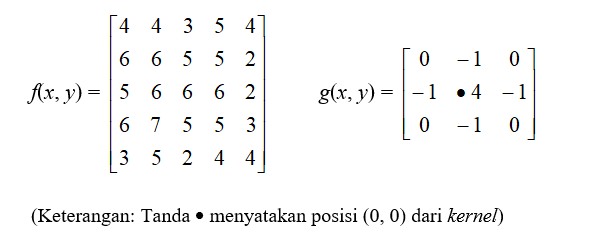 4 4 3 5 4
6 6 5 5 2 0 −1 0
f(x, y) = 5 6 6 6 2 g(x, y) = −1 • 4 −1
6 7 5 5 3 0 −1 0
3 5 2 4 4
(Keterangan: Tanda • menyatakan posisi (0, 0) dari kernel)